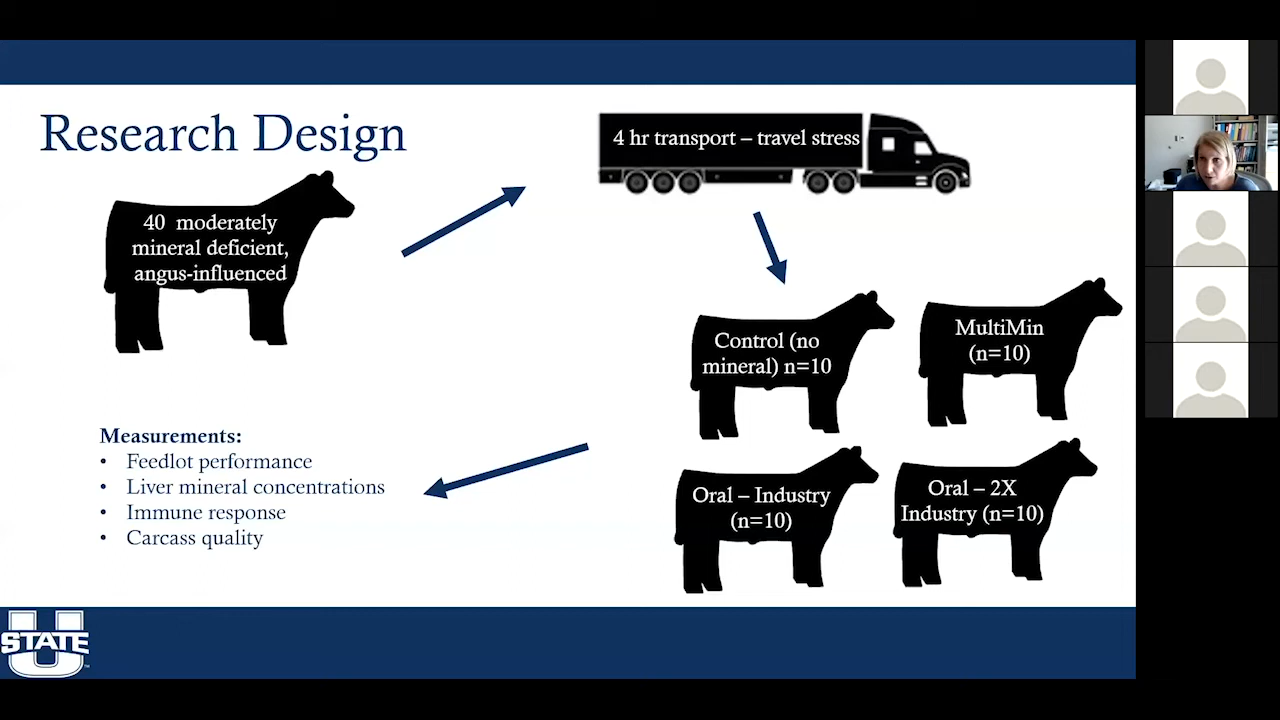 Research Design
40 moderately
mineral deficient,
angus-influenced
4 hr transport – travel stress
Control (no
mineral) n=10
MultiMin
(n=10)
Oral – Industry
(n=10)
Oral – 2X
Industry (n=10)
Measurements:
• Feedlot performance
• Liver mineral concentrations
• Immune response
• Carcass quality
U
STATE